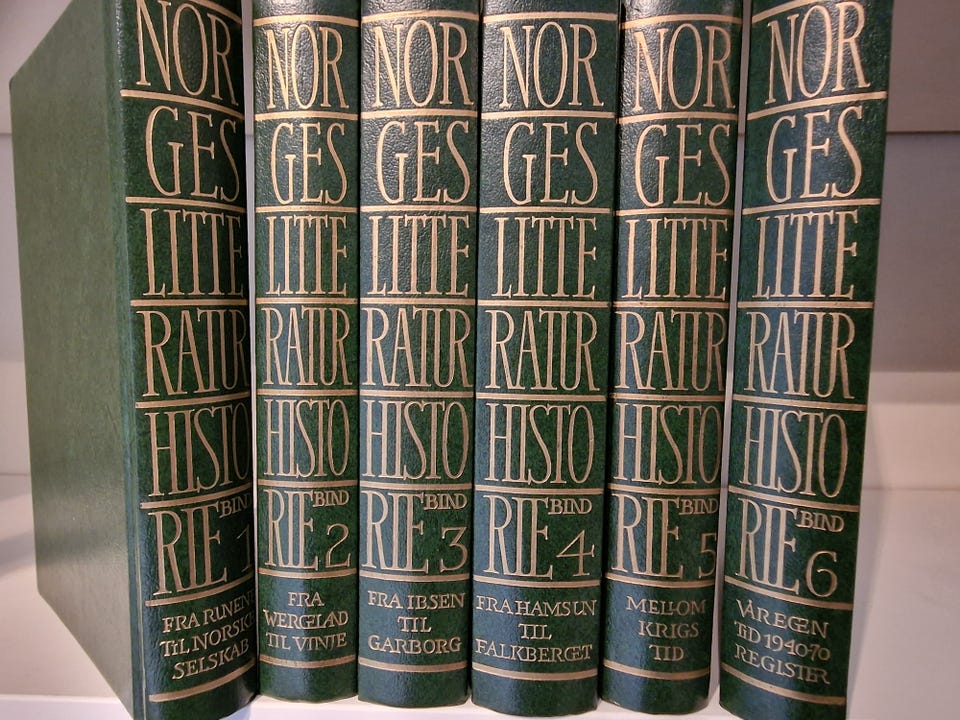 NOR
GES
LITTE
RATUR
HISTO
RIE BIND 1
FRA RUNENE
TIL NORSKE
SELSKAB
NOR
GES
LITTE
RATUR
HISTO
RIE BIND 2
FRA
WERGELAND
TIL VINJE
NOR
GES
LITTE
RATUR
HISTO
RIE BIND 3
FRA IBSEN
TIL
GARBORG
NOR
GES
LITTE
RATUR
HISTO
RIE BIND 4
FRA HAMSUN
TIL
FALKBERGET
NOR
GES
LITTE
RATUR
HISTO
RIE BIND 5
MELLOM
KRIGS
TID
NOR
GES
LITTE
RATUR
HISTO
RIE BIND 6
VÅR EGEN
TID 1940-70
REGISTER